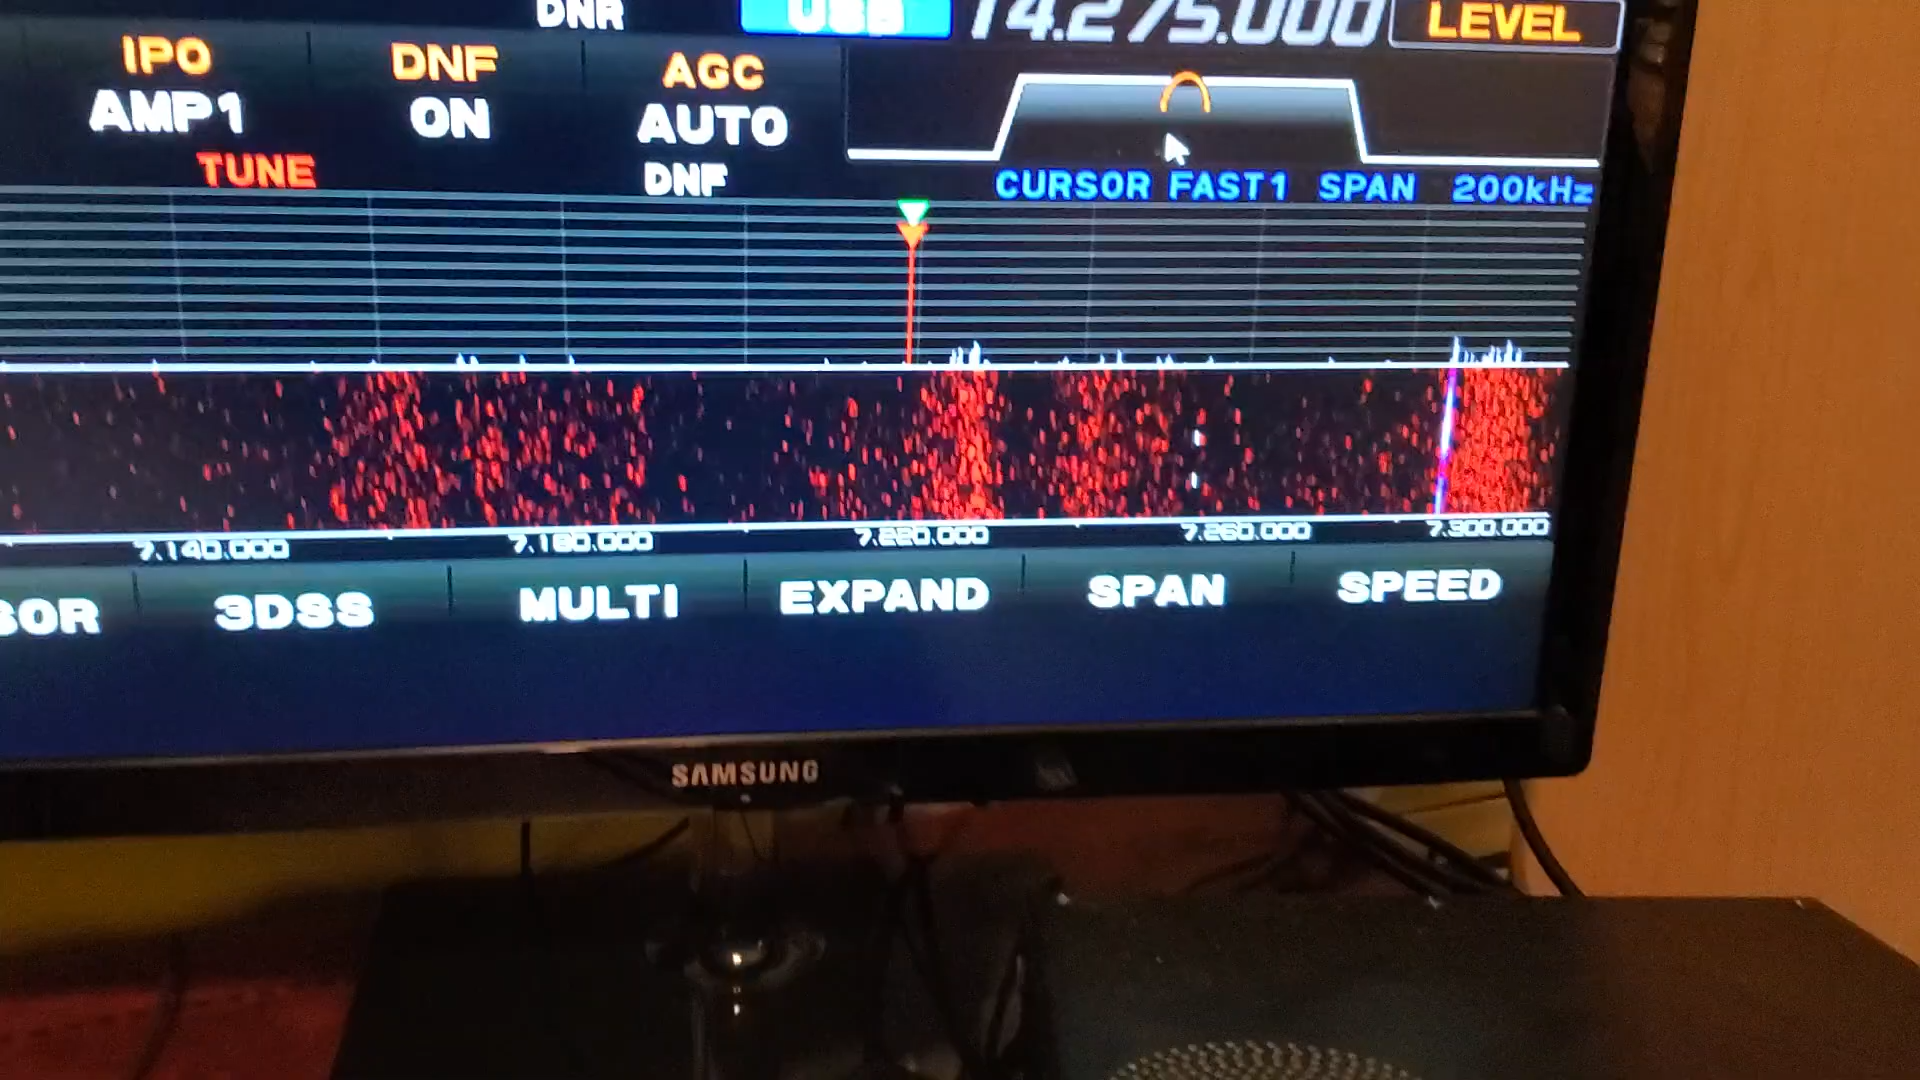 DNR USB 14.275.000 LEVEL
IPO DNF AGC
AMP1 ON AUTO
TUNE DNF
CURSOR FAST1 SPAN 200kHz
7.140.000 7.180.000 7.220.000 7.260.000 7.300.000
SOR 3DSS MULTI EXPAND SPAN SPEED
SAMSUNG